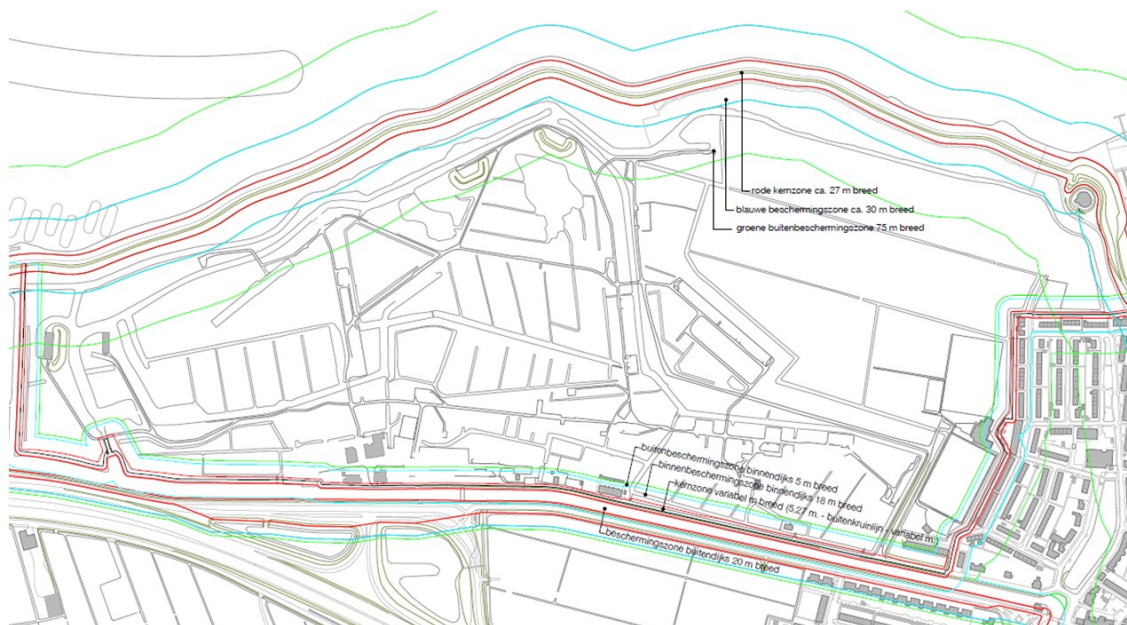 rode kernzone ca. 27 m breed
blauwe beschermingszone ca. 30 m breed
groene buitenbeschermingszone 75 m breed
buitenbeschermingszone binnendijks 5 m breed
binnenbeschermingszone binnendijks 18 m breed
kernzone variabel m breed (5,27 m. - buitenkruinlijn - variabel m.)
beschermingszone buitendijks 20 m breed